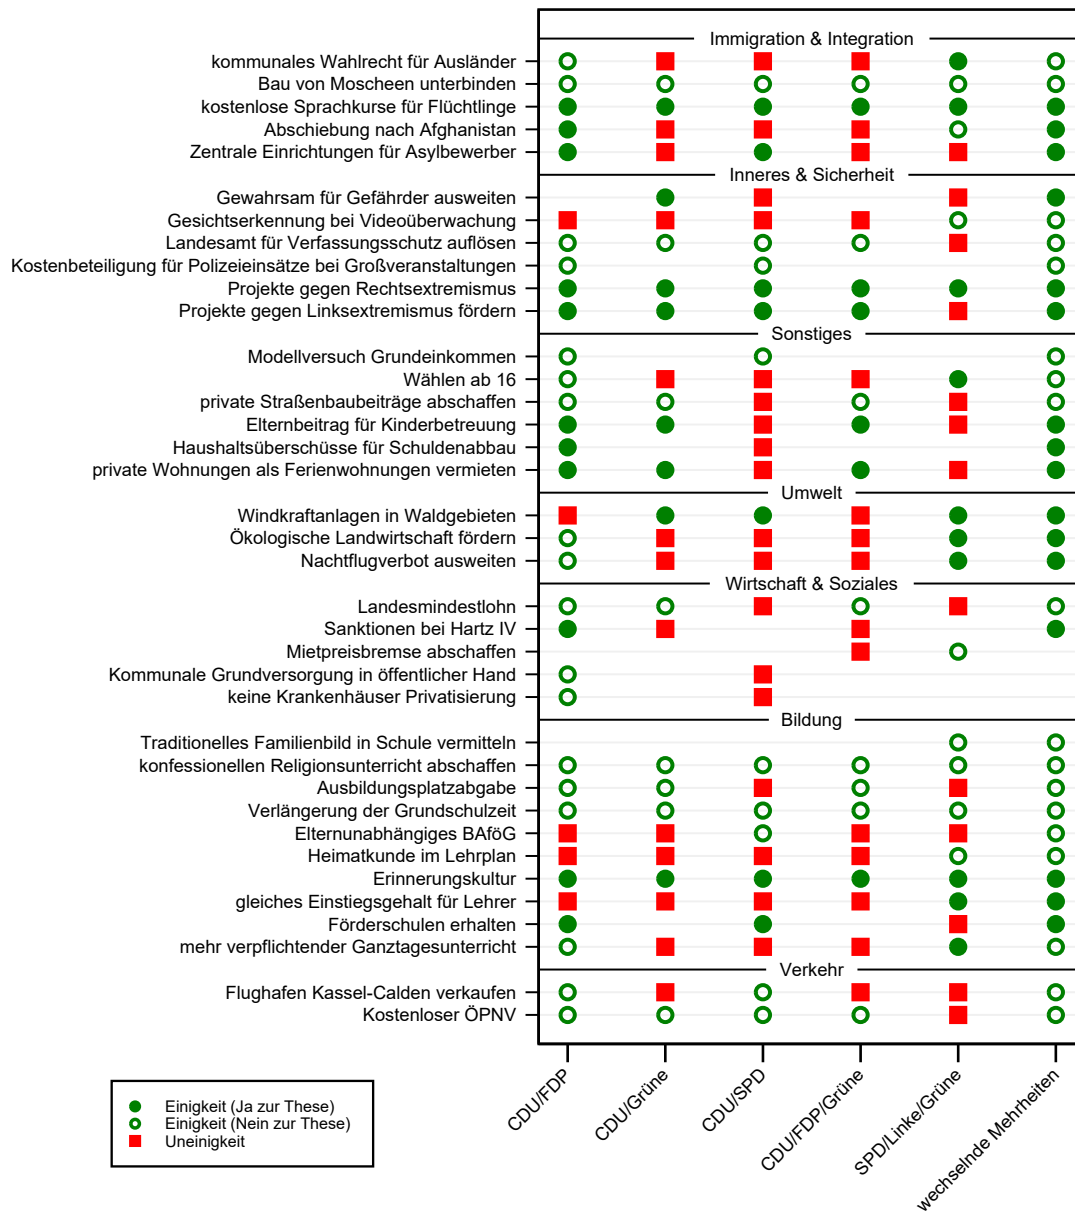 Immigration & Integration
kommunales Wahlrecht für Ausländer
Bau von Moscheen unterbinden
kostenlose Sprachkurse für Flüchtlinge
Abschiebung nach Afghanistan
Zentrale Einrichtungen für Asylbewerber
Inneres & Sicherheit
Gewahrsam für Gefährder ausweiten
Gesichtserkennung bei Videoüberwachung
Landesamt für Verfassungsschutz auflösen
Kostenbeteiligung für Polizeieinsätze bei Großveranstaltungen
Projekte gegen Rechtsextremismus
Projekte gegen Linksextremismus fördern
Sonstiges
Modellversuch Grundeinkommen
Wählen ab 16
private Straßenbaubeiträge abschaffen
Elternbeitrag für Kinderbetreuung
Haushaltsüberschüsse für Schuldenabbau
private Wohnungen als Ferienwohnungen vermieten
Umwelt
Windkraftanlagen in Waldgebieten
Ökologische Landwirtschaft fördern
Nachtflugverbot ausweiten
Wirtschaft & Soziales
Landesmindestlohn
Sanktionen bei Hartz IV
Mietpreisbremse abschaffen
Kommunale Grundversorgung in öffentlicher Hand
keine Krankenhäuser Privatisierung
Bildung
Traditionelles Familienbild in Schule vermitteln
konfessionellen Religionsunterricht abschaffen
Ausbildungsplatzabgabe
Verlängerung der Grundschulzeit
Elternunabhängiges BAföG
Heimatkunde im Lehrplan
Erinnerungskultur
gleiches Einstiegsgehalt für Lehrer
Förderschulen erhalten
mehr verpflichtender Ganztagesunterricht
Verkehr
Flughafen Kassel-Calden verkaufen
Kostenloser ÖPNV
CDU/FDP
CDU/Grüne
CDU/SPD
CDU/FDP/Grüne
SPD/Linke/Grüne
wechselnde Mehrheiten
Einigkeit (Ja zur These)
Einigkeit (Nein zur These)
Uneinigkeit